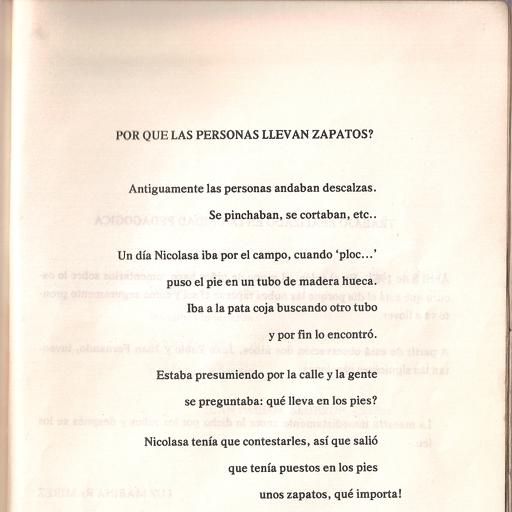 POR QUE LAS PERSONAS LLEVAN ZAPATOS?
Antiguamente las personas andaban descalzas.
Se pinchaban, se cortaban, etc..
Un día Nicolasa iba por el campo, cuando ‘ploc...’
puso el pie en un tubo de madera hueca.
Iba a la pata coja buscando otro tubo
y por fin lo encontró.
Estaba presumiendo por la calle y la gente
se preguntaba: qué lleva en los pies?
Nicolasa tenía que contestarles, así que salió
que tenía puestos en los pies
unos zapatos, qué importa!